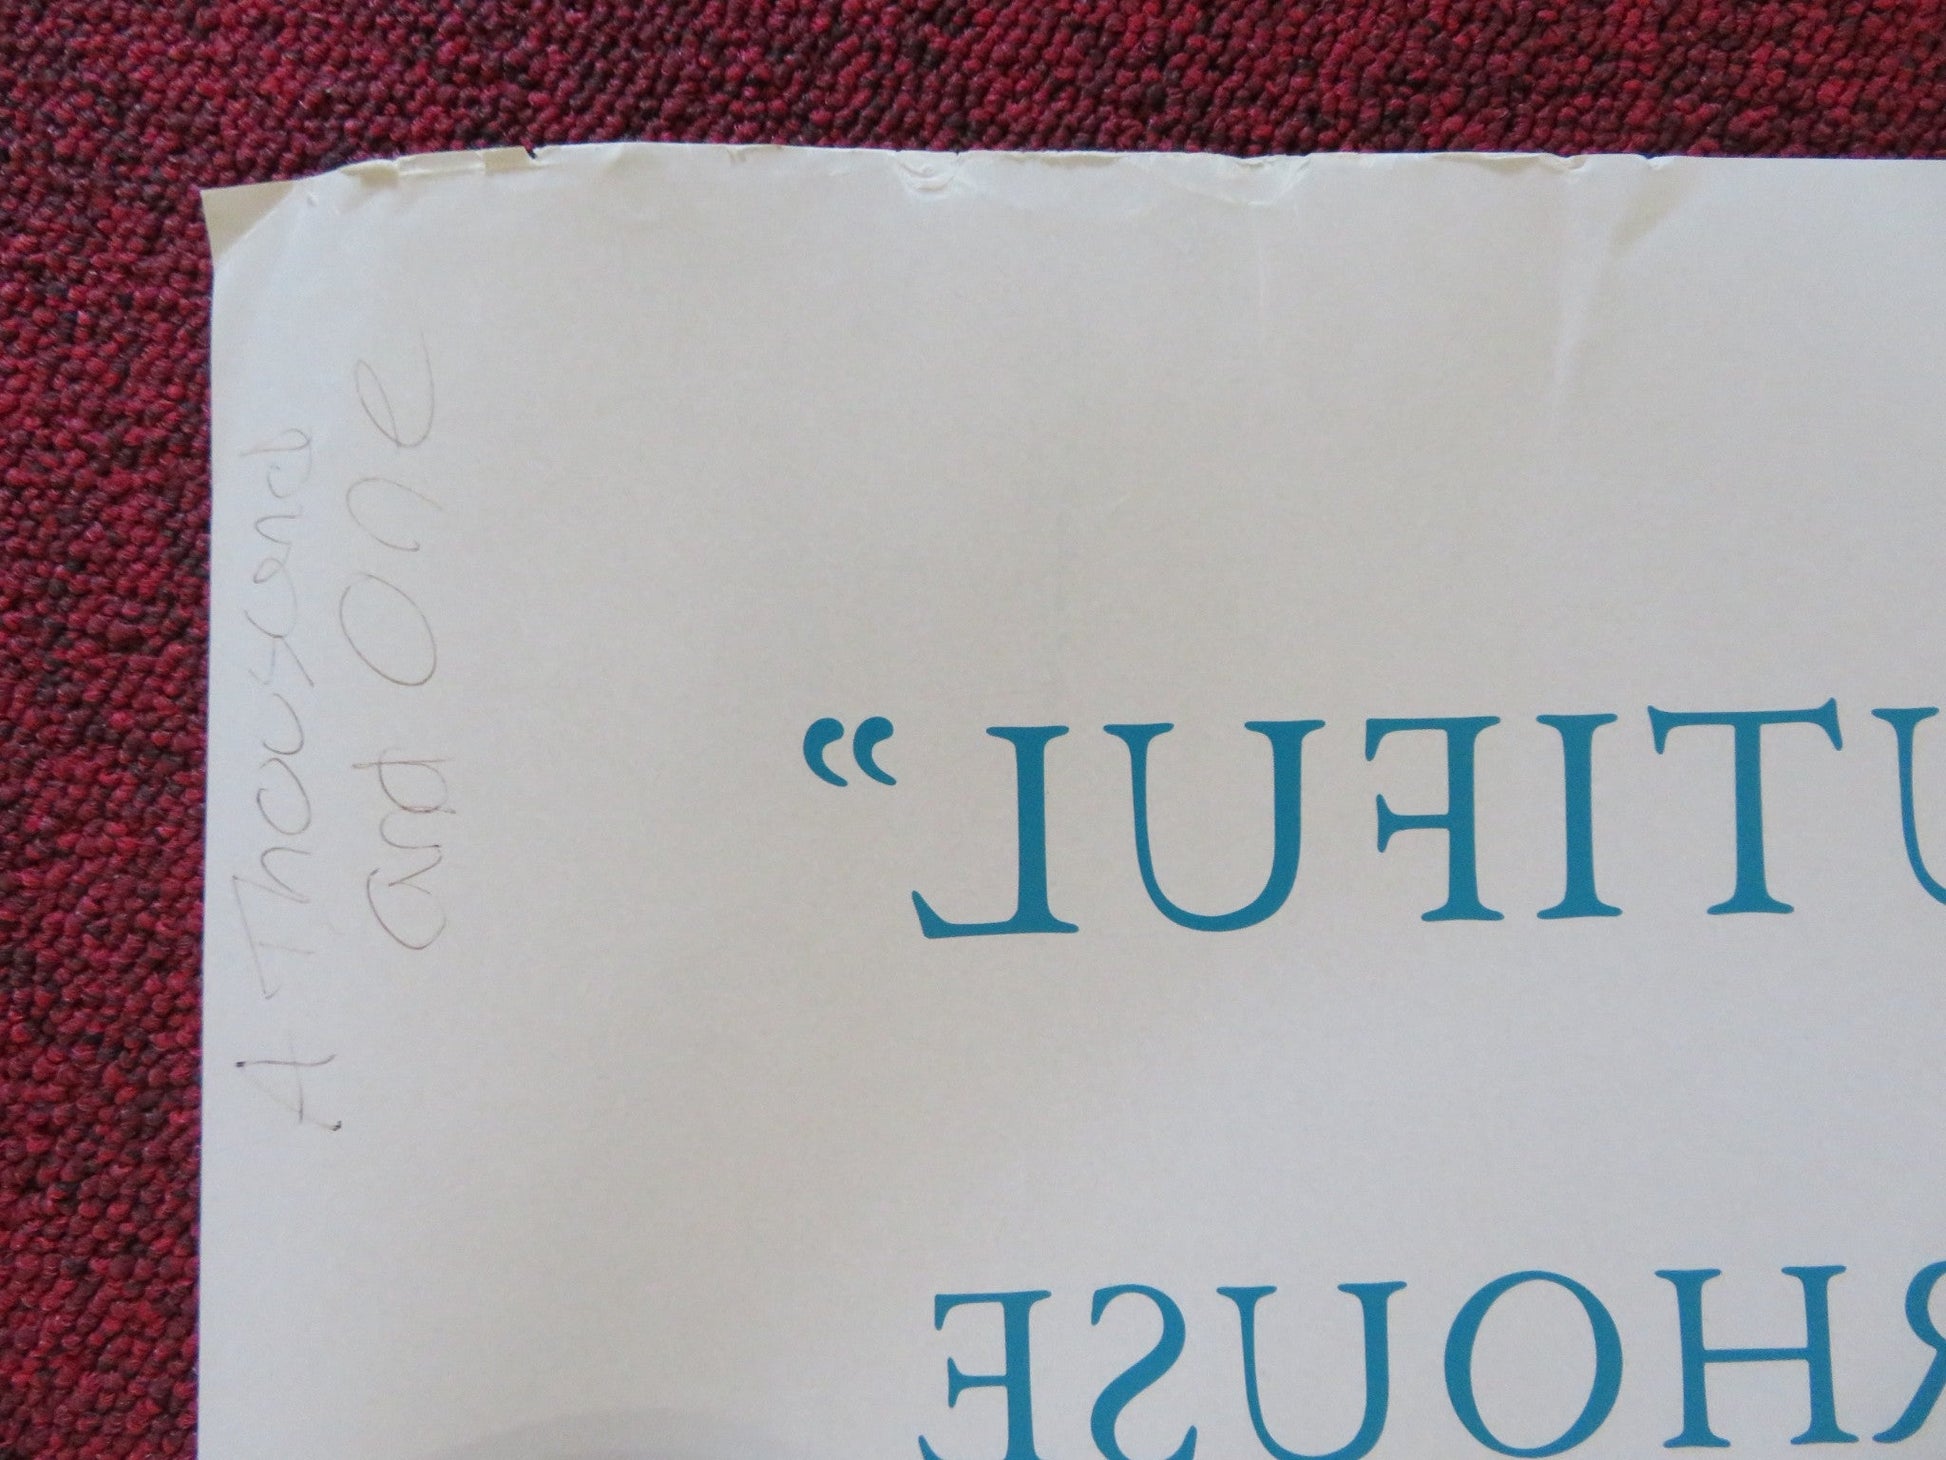 A Thousand
and One
UTIFUL”
RHOUSE